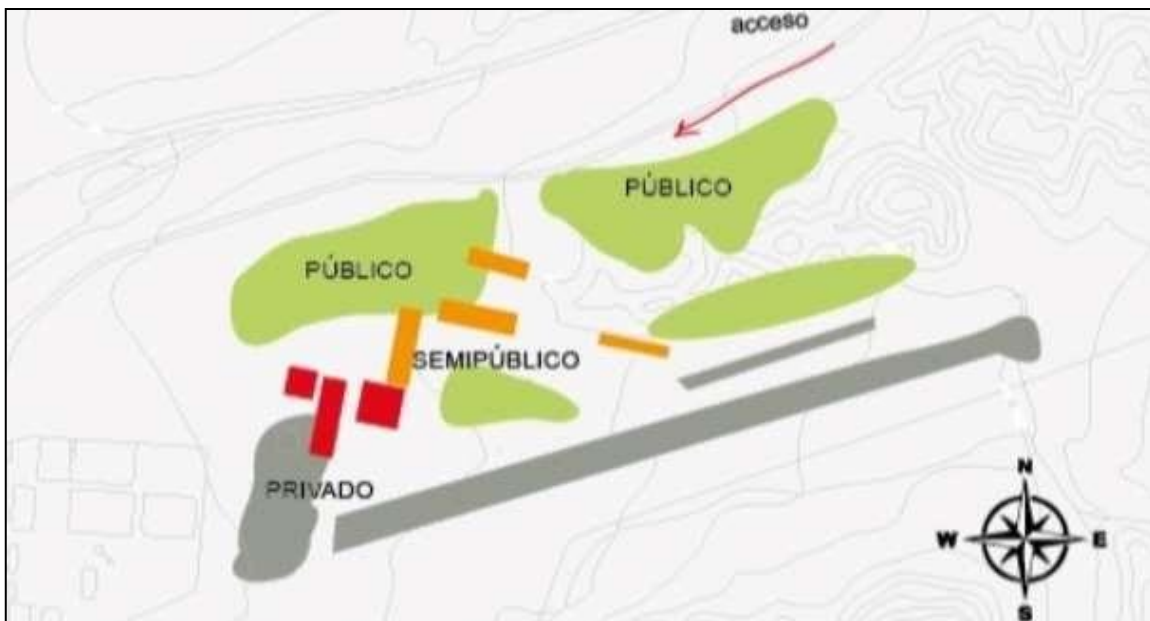 acceso
PÚBLICO
PÚBLICO
SEMIPÚBLICO
PRIVADO
N
W E
S